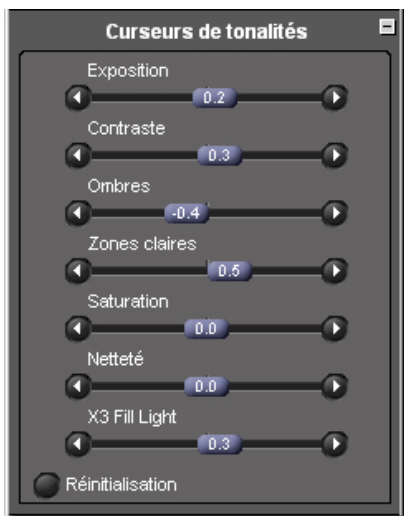 Curseurs de tonalités
Exposition
0.2
Contraste
0.3
Ombres
-0.4
Zones claires
0.5
Saturation
0.0
Netteté
0.0
X3 Fill Light
0.3
Réinitialisation